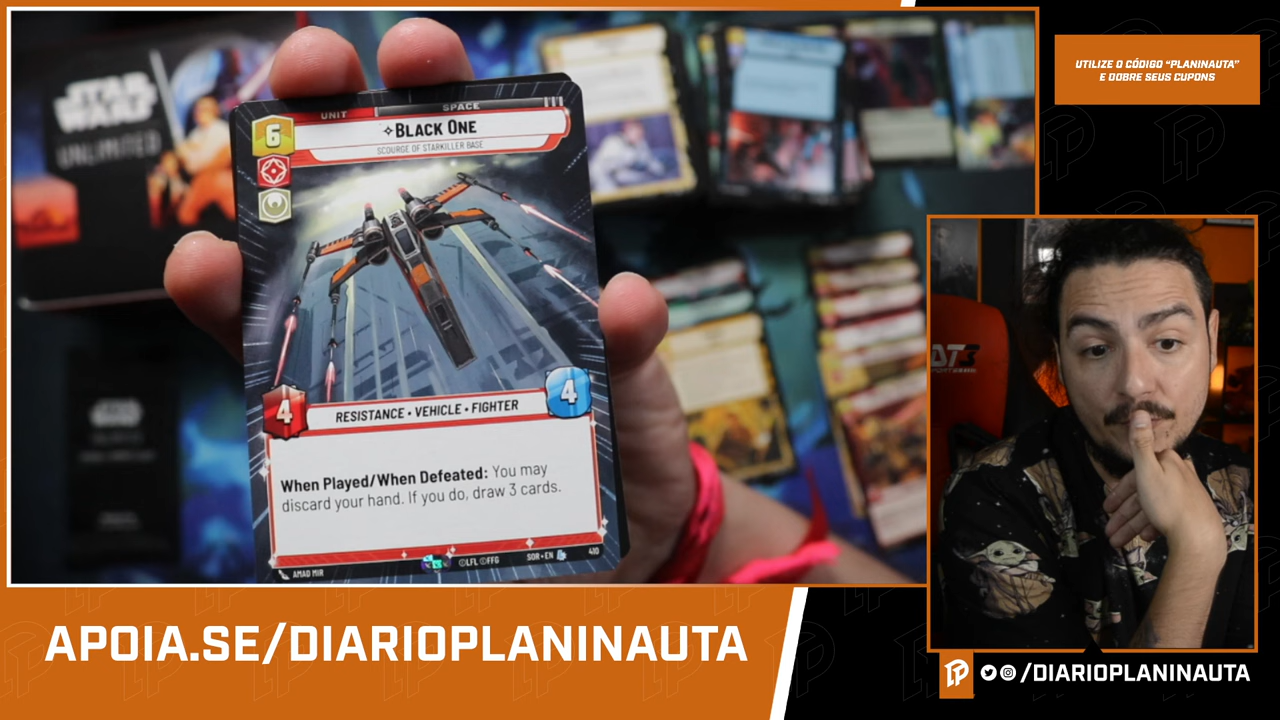 STAR
WARS
UNLIMITED
UNIT
SPACE
6
BLACK ONE
SCOURGE OF STARKILLER BASE
4
4
RESISTANCE • VEHICLE • FIGHTER
When Played/When Defeated: You may
discard your hand. If you do, draw 3 cards.
AMAD MIR
©LFL ©FFG
SOR • EN
410
UTILIZE O CÓDIGO “PLANINAUTA”
E DOBRE SEUS CUPONS
APOIA.SE/DIARIOPLANINAUTA
/DIARIOPLANINAUTA